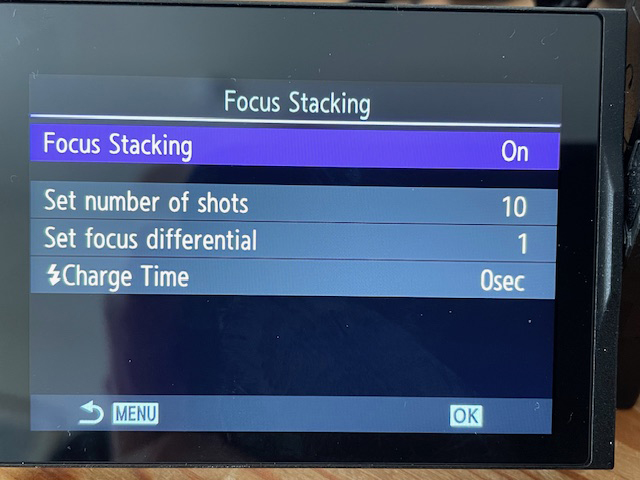 Focus Stacking
Focus Stacking On
Set number of shots 10
Set focus differential 1
Charge Time 0sec
MENU OK